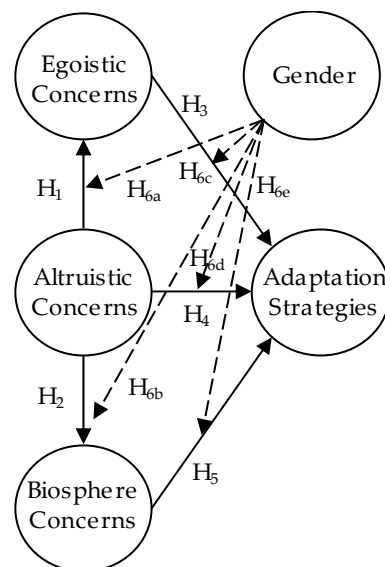 Egoistic
Concerns
Gender
H3
H1
H6a
H6c
H6e
Altruistic
Concerns
H6d
H4
Adaptation
Strategies
H2
H6b
H5
Biosphere
Concerns